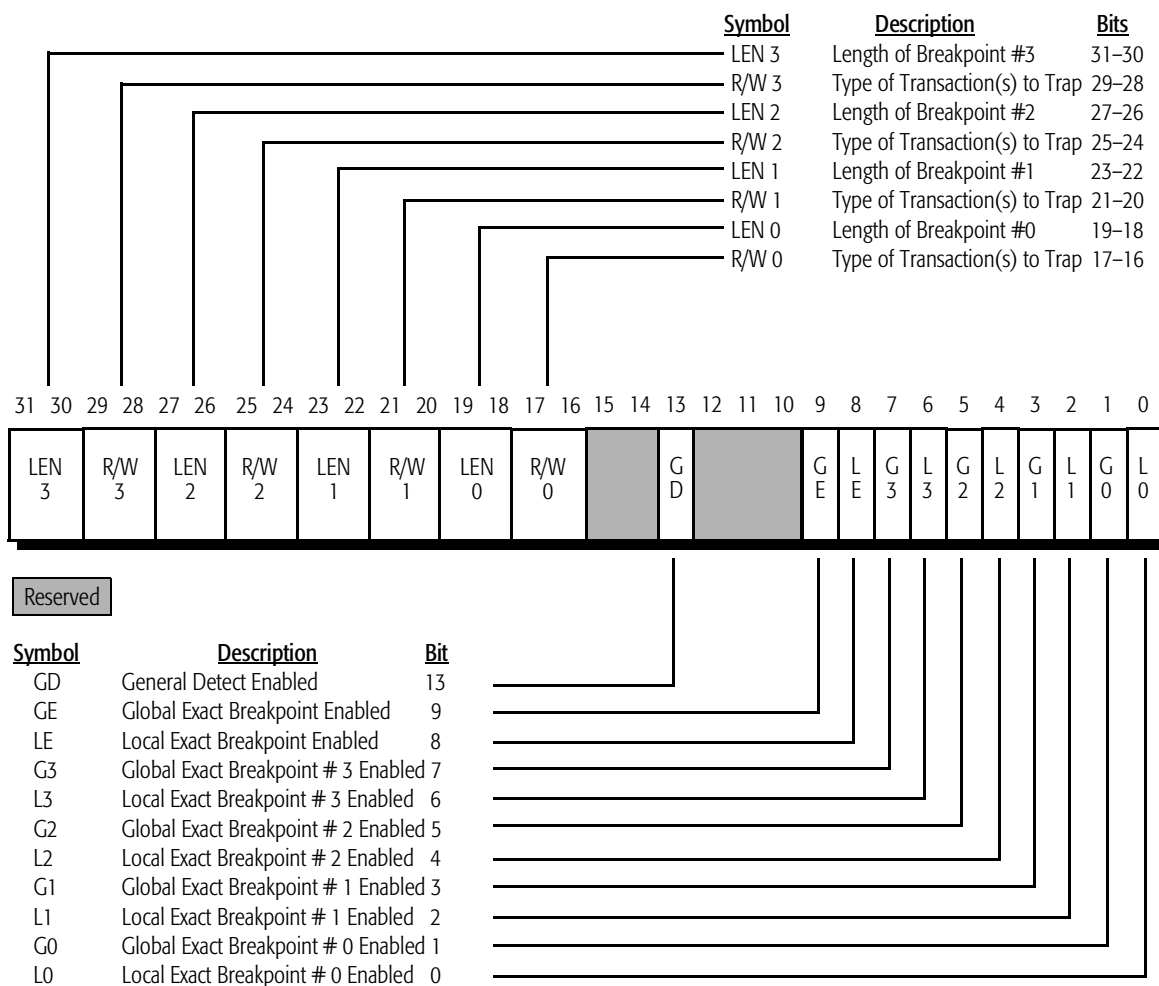 Symbol Description Bits
LEN 3 Length of Breakpoint #3 31–30
R/W 3 Type of Transaction(s) to Trap 29–28
LEN 2 Length of Breakpoint #2 27–26
R/W 2 Type of Transaction(s) to Trap 25–24
LEN 1 Length of Breakpoint #1 23–22
R/W 1 Type of Transaction(s) to Trap 21–20
LEN 0 Length of Breakpoint #0 19–18
R/W 0 Type of Transaction(s) to Trap 17–16
31 30 29 28 27 26 25 24 23 22 21 20 19 18 17 16 15 14 13 12 11 10 9 8 7 6 5 4 3 2 1 0
LEN R/W LEN R/W LEN R/W LEN R/W G G L G L G L G L G L
3 3 2 2 1 1 0 0 D E E 3 3 2 2 1 1 0 0
Reserved
Symbol Description Bit
GD General Detect Enabled 13
GE Global Exact Breakpoint Enabled 9
LE Local Exact Breakpoint Enabled 8
G3 Global Exact Breakpoint # 3 Enabled 7
L3 Local Exact Breakpoint # 3 Enabled 6
G2 Global Exact Breakpoint # 2 Enabled 5
L2 Local Exact Breakpoint # 2 Enabled 4
G1 Global Exact Breakpoint # 1 Enabled 3
L1 Local Exact Breakpoint # 1 Enabled 2
G0 Global Exact Breakpoint # 0 Enabled 1
L0 Local Exact Breakpoint # 0 Enabled 0